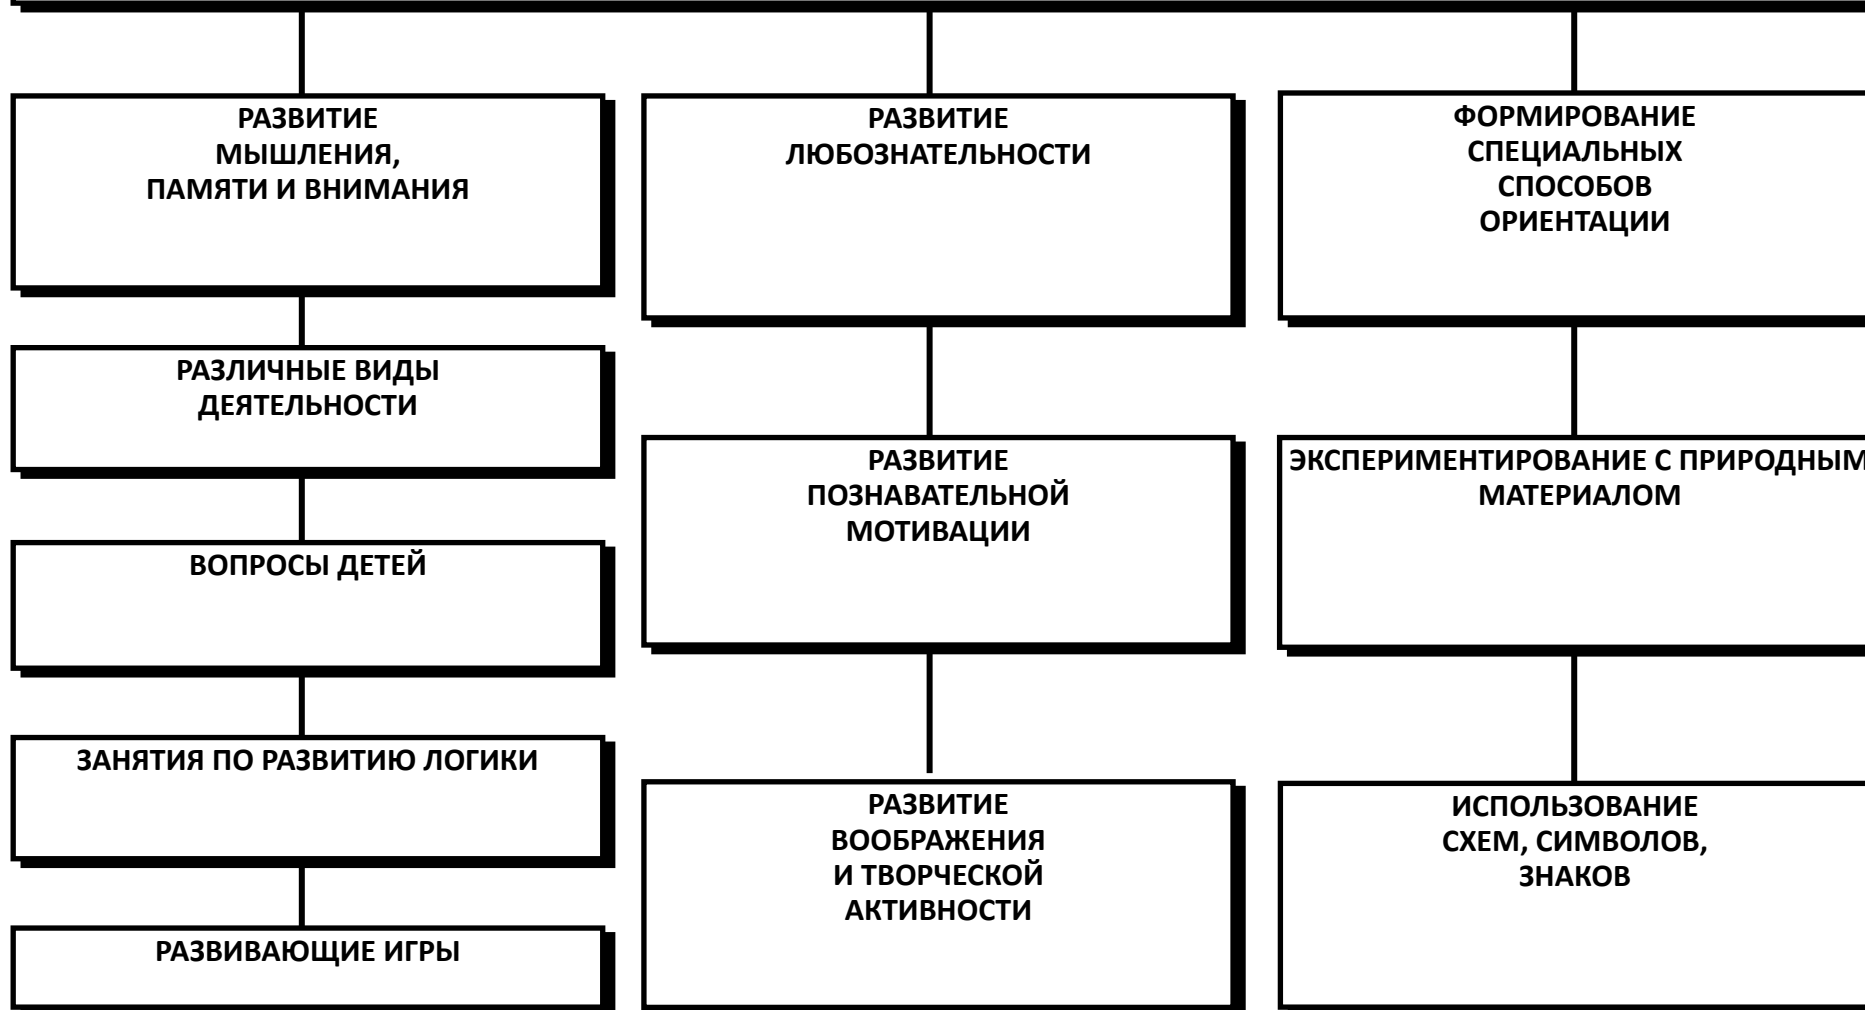 РАЗВИТИЕ
МЫШЛЕНИЯ,
ПАМЯТИ И ВНИМАНИЯ
РАЗЛИЧНЫЕ ВИДЫ
ДЕЯТЕЛЬНОСТИ
ВОПРОСЫ ДЕТЕЙ
ЗАНЯТИЯ ПО РАЗВИТИЮ ЛОГИКИ
РАЗВИВАЮЩИЕ ИГРЫ
РАЗВИТИЕ
ЛЮБОЗНАТЕЛЬНОСТИ
РАЗВИТИЕ
ПОЗНАВАТЕЛЬНОЙ
МОТИВАЦИИ
РАЗВИТИЕ
ВООБРАЖЕНИЯ
И ТВОРЧЕСКОЙ
АКТИВНОСТИ
ФОРМИРОВАНИЕ
СПЕЦИАЛЬНЫХ
СПОСОБОВ
ОРИЕНТАЦИИ
ЭКСПЕРИМЕНТИРОВАНИЕ С ПРИРОДНЫМ
МАТЕРИАЛОМ
ИСПОЛЬЗОВАНИЕ
СХЕМ, СИМВОЛОВ,
ЗНАКОВ